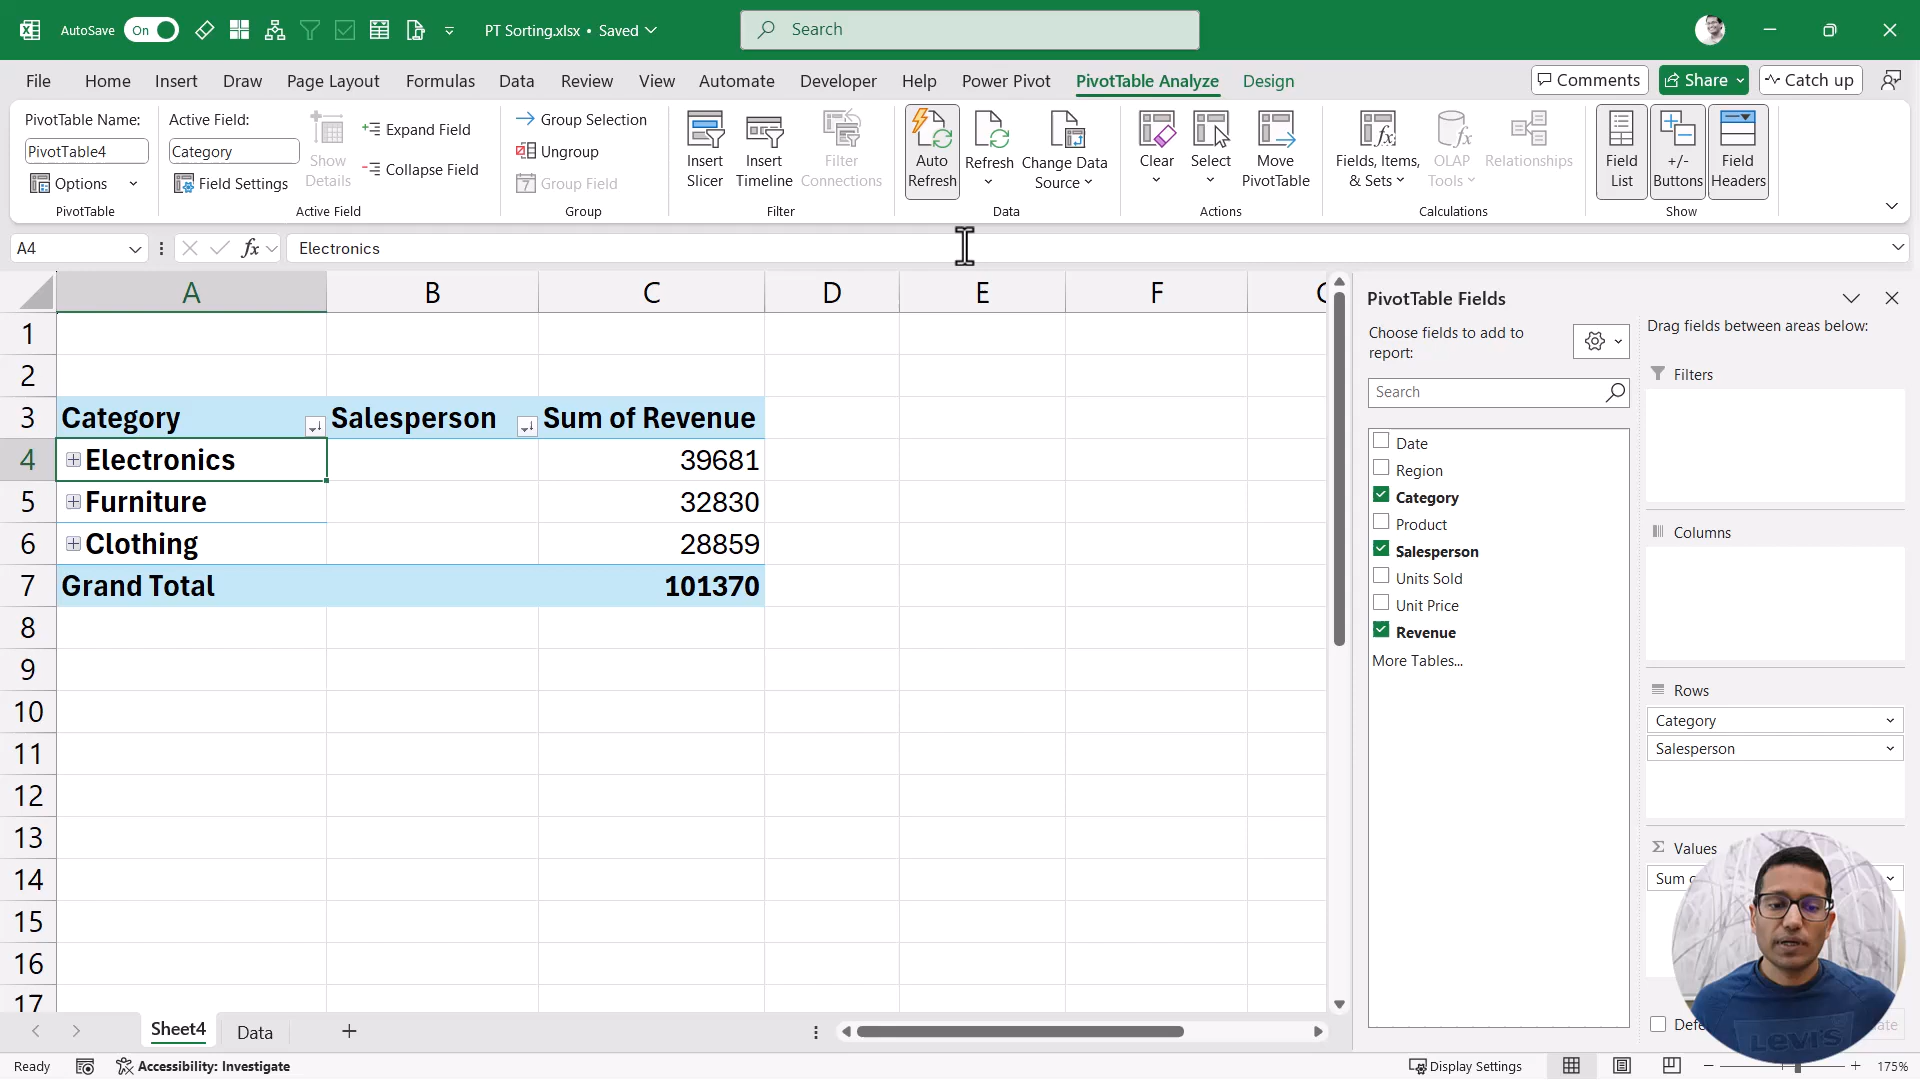 AutoSave On PT Sorting.xlsx • Saved Search
File Home Insert Draw Page Layout Formulas Data Review View Automate Developer Help Power Pivot PivotTable Analyze Design Comments Share Catch up
PivotTable Name:
PivotTable4
Options
PivotTable
Active Field:
Category
Field Settings
Show Details
Expand Field
Collapse Field
Active Field
Group Selection
Ungroup
7 Group Field
Group
Insert Slicer
Insert Timeline
Filter Connections
Filter
Auto Refresh
Refresh
Change Data Source
Data
Clear
Select
Move PivotTable
Actions
Fields, Items, & Sets
OLAP Tools
Relationships
Calculations
Field List
+/- Buttons
Field Headers
Show
A4 fx Electronics
A B C D E F
1
2
3 Category Salesperson Sum of Revenue
4 Electronics 39681
5 Furniture 32830
6 Clothing 28859
7 Grand Total 101370
8
9
10
11
12
13
14
15
16
17
PivotTable Fields
Choose fields to add to report:
Search
Date
Region
Category
Product
Salesperson
Units Sold
Unit Price
Revenue
More Tables...
Drag fields between areas below:
Filters
Columns
Rows
Category
Salesperson
Σ Values
Sum
Levi's
Sheet4 Data
Ready Accessibility: Investigate Display Settings 175%